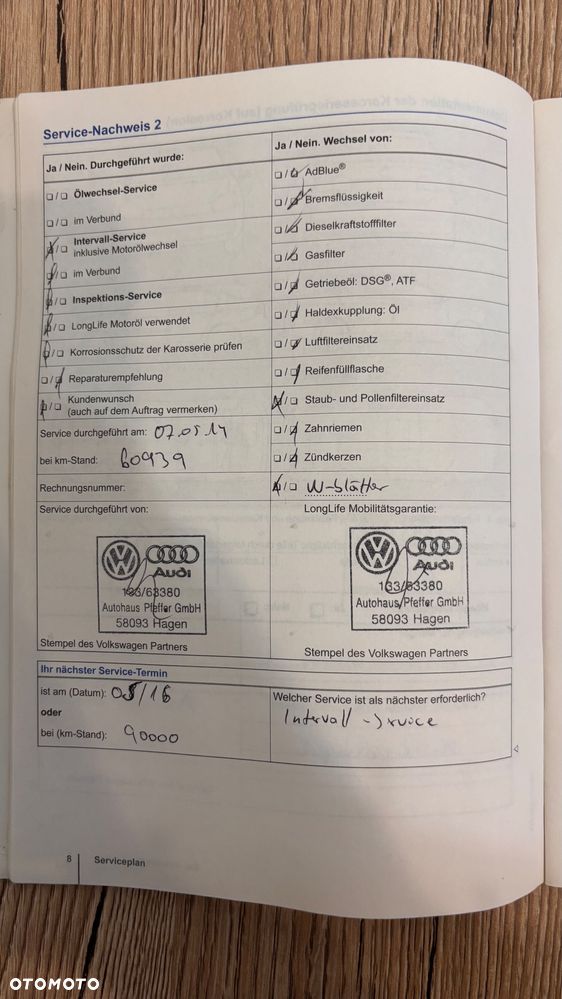 Service-Nachweis 2
Ja / Nein. Durchgeführt wurde:
Ölwechsel-Service
im Verbund
Intervall-Service
inklusive Motorölwechsel
im Verbund
Inspektions-Service
LongLife Motoröl verwendet
Korrosionsschutz der Karosserie prüfen
Reparaturempfehlung
Kundenwunsch
(auch auf dem Auftrag vermerken)
Service durchgeführt am: 07.05.14
bei km-Stand: 60939
Rechnungsnummer:
Ja / Nein. Wechsel von:
AdBlue®
Bremsflüssigkeit
Dieselkraftstofffilter
Gasfilter
Getriebeöl: DSG®, ATF
Haldexkupplung: Öl
Luftfiltereinsatz
Reifenfüllflasche
Staub- und Pollenfiltereinsatz
Zahnriemen
Zündkerzen
W-blätter
Service durchgeführt von:
VW
Audi
133/63380
Autohaus Pfeffer GmbH
58093 Hagen
Stempel des Volkswagen Partners
LongLife Mobilitätsgarantie:
VW
Audi
133/63380
Autohaus Pfeffer GmbH
58093 Hagen
Stempel des Volkswagen Partners
Ihr nächster Service-Termin
ist am (Datum): 05/16
oder
bei (km-Stand): 90000
Welcher Service ist als nächster erforderlich?
Intervall-Service
8 Serviceplan
OTOMOTO